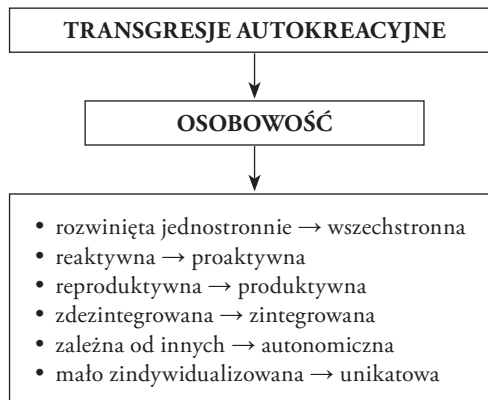 TRANSGRESJE AUTOKREACYJNE
OSOBOWOŚĆ
• rozwinięta jednostronnie → wszechstronna
• reaktywna → proaktywna
• reproduktywna → produktywna
• zdezintegrowana → zintegrowana
• zależna od innych → autonomiczna
• mało zindywidualizowana → unikatowa